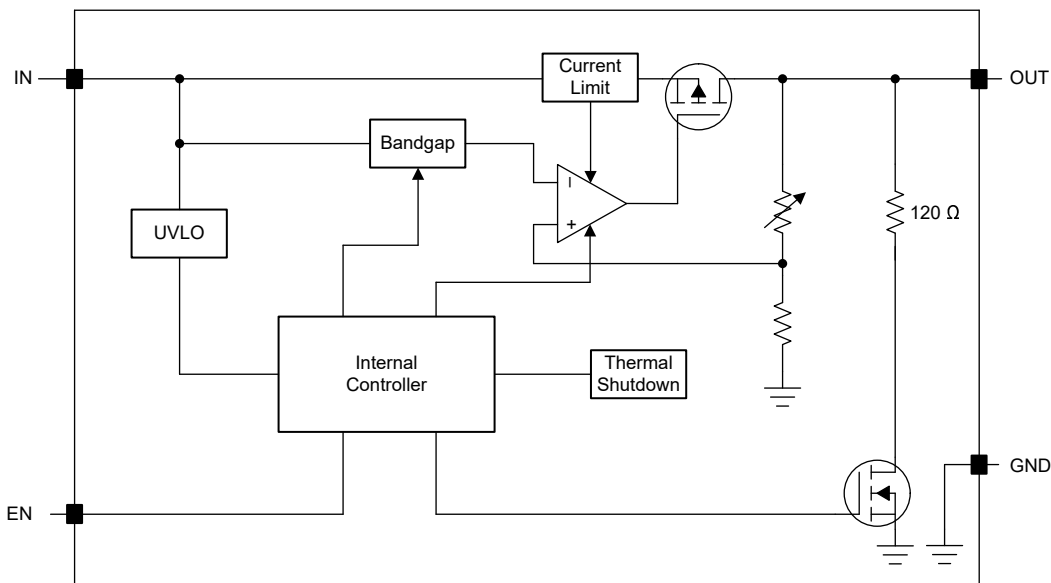 Current
Limit
IN
OUT
Bandgap
–
+
120 Ω
UVLO
Internal
Controller
Thermal
Shutdown
GND
EN